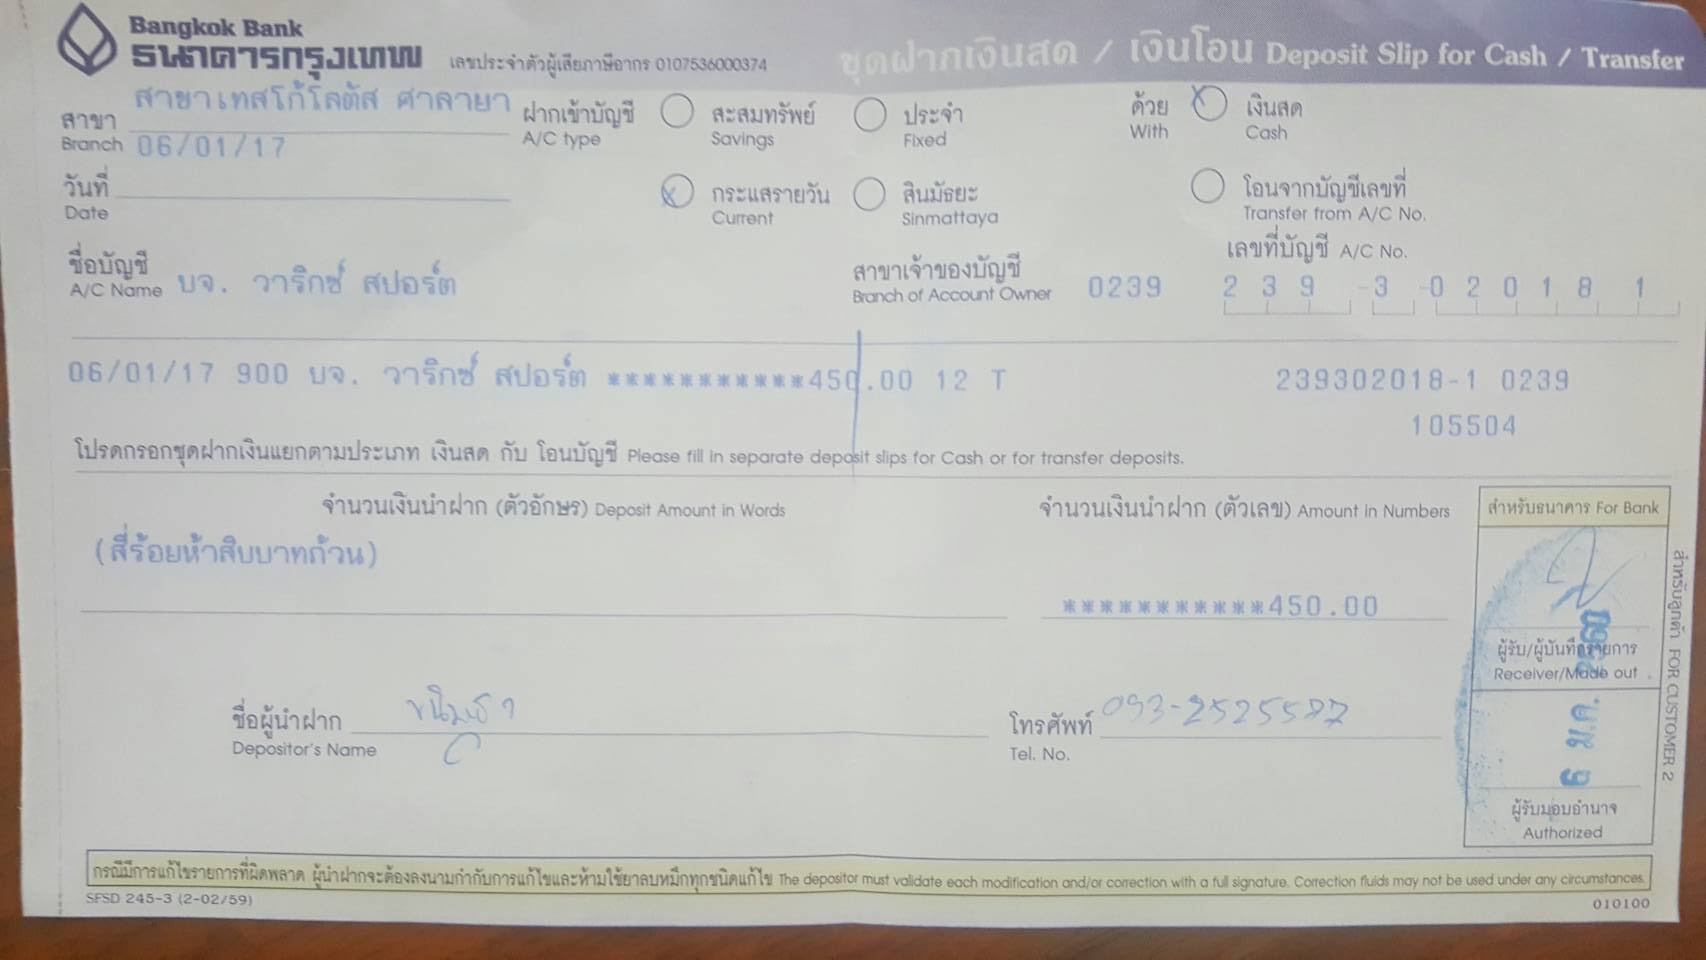 Bangkok Bank
ธนาคารกรุงเทพ เลขประจำตัวผู้เสียภาษีอากร 0107536000374 ชุดฝากเงินสด / เงินโอน Deposit Slip for Cash / Transfer
สาขา สาขาเทสโก้โลตัส ศาลายา ฝากเข้าบัญชี สะสมทรัพย์ ประจำ ด้วย เงินสด
Branch 06/01/17 A/C type Savings Fixed With Cash
วันที่ กระแสรายวัน สินมัธยะ โอนจากบัญชีเลขที่
Date Current Sinmattaya Transfer from A/C No.
ชื่อบัญชี สาขาเจ้าของบัญชี เลขที่บัญชี A/C No.
A/C Name บจ. วาริกซ์ สปอร์ต Branch of Account Owner 0239 239-3-02018 1
06/01/17 900 บจ. วาริกซ์ สปอร์ต ***********450.00 12 T 239302018-1 0239
105504
โปรดกรอกชุดฝากเงินแยกตามประเภท เงินสด กับ โอนบัญชี Please fill in separate deposit slips for Cash or for transfer deposits.
จำนวนเงินนำฝาก (ตัวอักษร) Deposit Amount in Words จำนวนเงินนำฝาก (ตัวเลข) Amount in Numbers สำหรับธนาคาร For Bank
(สี่ร้อยห้าสิบบาทถ้วน)
***********450.00
ผู้รับ/ผู้บันทึกรายการ
Receiver/Made out
6 ม.ค. 2560
ชื่อผู้นำฝาก โทรศัพท์ 093-2525587
Depositor's Name Tel. No.
ผู้รับมอบอำนาจ
Authorized
สำหรับลูกค้า FOR CUSTOMER 2
กรณีมีการแก้ไขรายการที่ผิดพลาด ผู้นำฝากจะต้องลงนามกำกับการแก้ไขและห้ามใช้ยาลบหมึกทุกชนิดแก้ไข The depositor must validate each modification and/or correction with a full signature. Correction fluids may not be used under any circumstances.
SFSD 245-3 (2-02/59) 010100